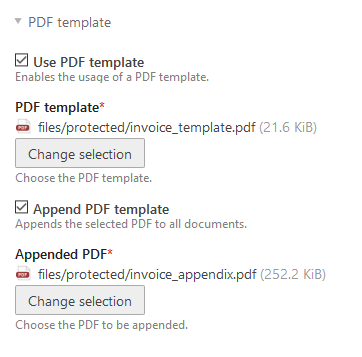 PDF template
Use PDF template
Enables the usage of a PDF template.
PDF template*
PDF files/protected/invoice_template.pdf (21.6 KiB)
Change selection
Choose the PDF template.
Append PDF template
Appends the selected PDF to all documents.
Appended PDF*
PDF files/protected/invoice_appendix.pdf (252.2 KiB)
Change selection
Choose the PDF to be appended.